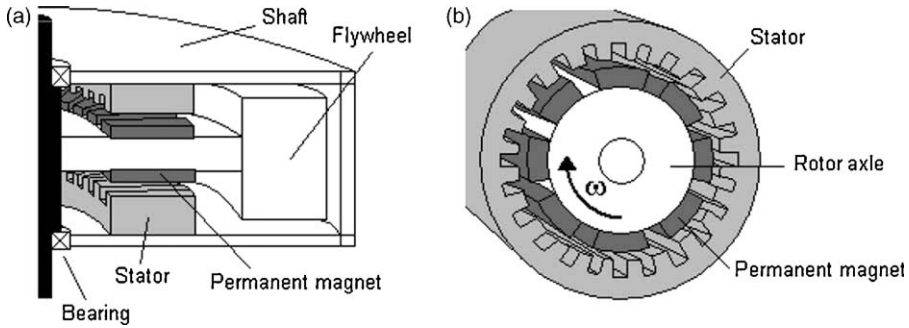 (a)
Shaft
Flywheel
Stator
Permanent magnet
Bearing
(b)
Stator
Rotor axle
ω
Permanent magnet